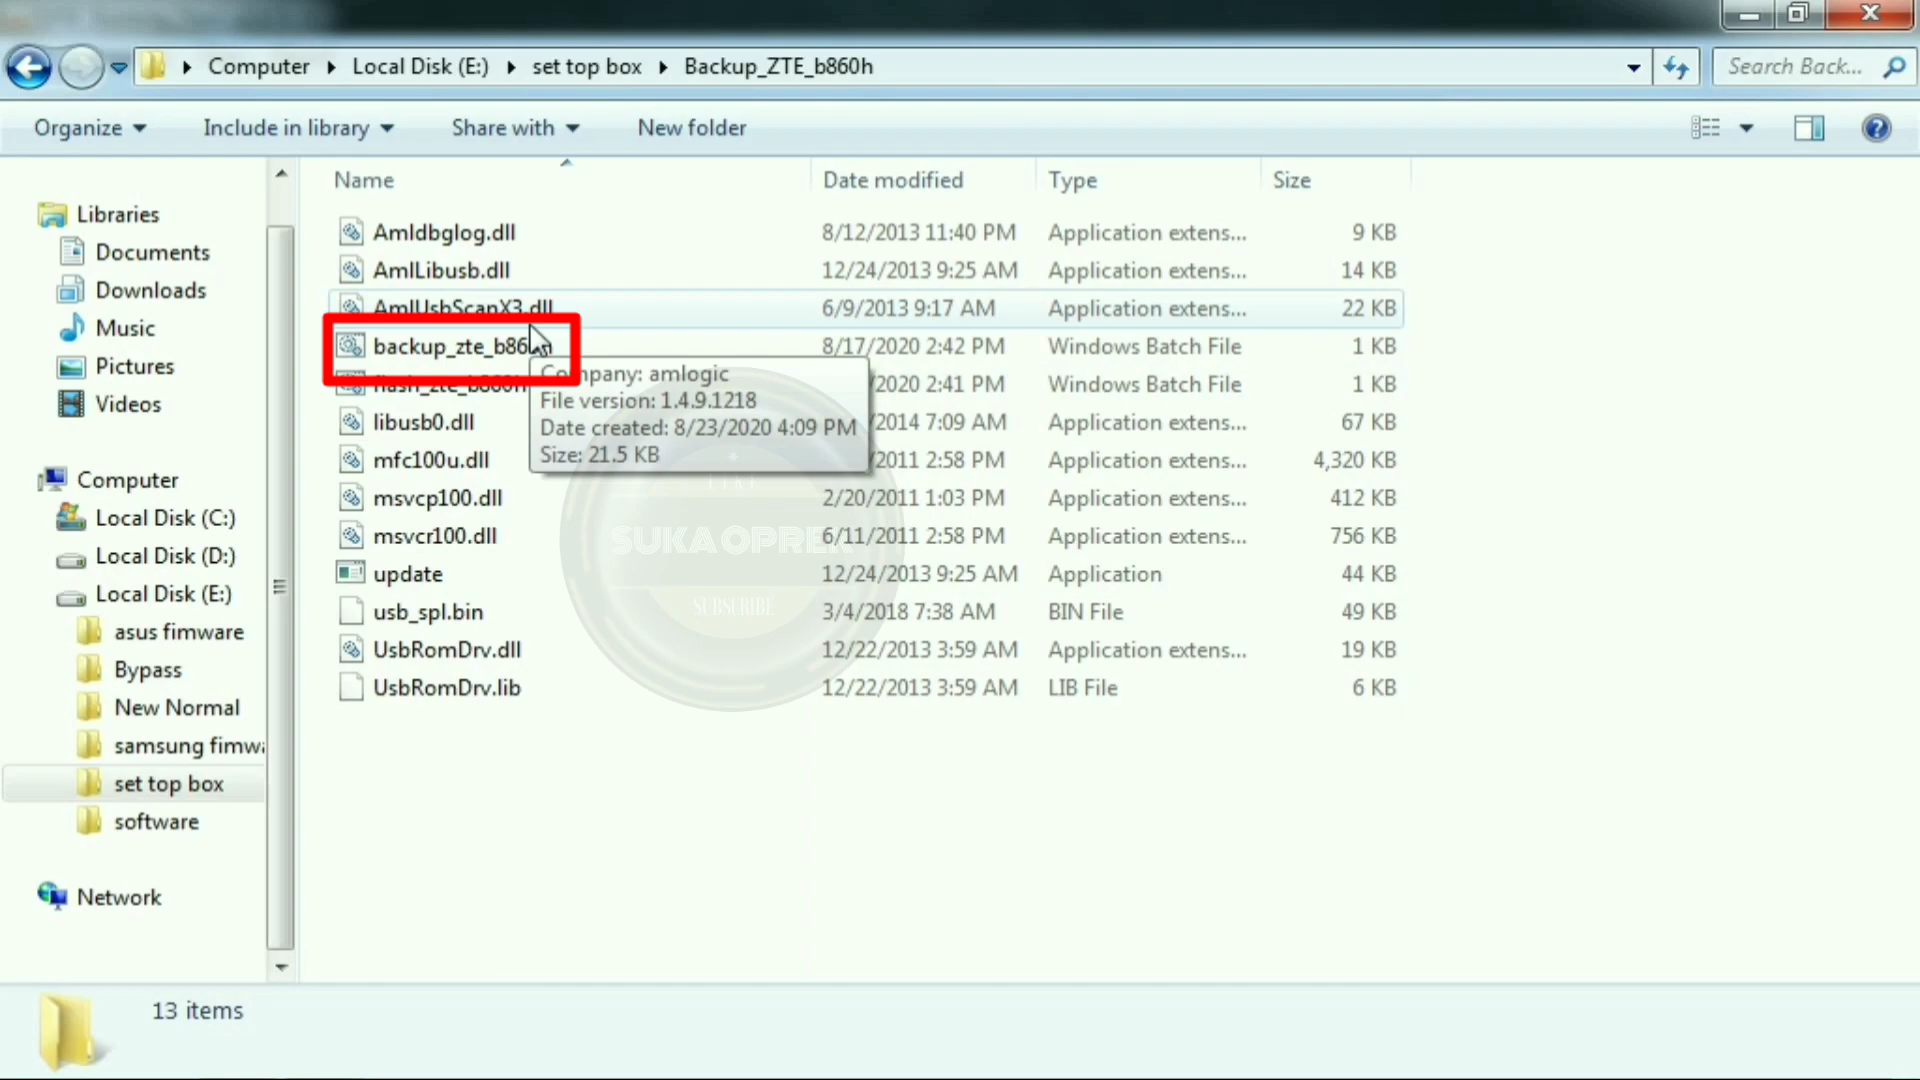 Computer Local Disk (E:) set top box Backup_ZTE_b860h
Search Back...
Organize Include in library Share with New folder
Name Date modified Type Size
Libraries
Documents
Downloads
Music
Pictures
Videos
Computer
Local Disk (C:)
Local Disk (D:)
Local Disk (E:)
asus fimware
Bypass
New Normal
samsung fimwa
set top box
software
Network
Amldbglog.dll 8/12/2013 11:40 PM Application extens... 9 KB
AmlLibusb.dll 12/24/2013 9:25 AM Application extens... 14 KB
AmlUsbScanX3.dll 6/9/2013 9:17 AM Application extens... 22 KB
backup_zte_b860h 8/17/2020 2:42 PM Windows Batch File 1 KB
flash_zte_b860h /2020 2:41 PM Windows Batch File 1 KB
Company: amlogic
File version: 1.4.9.1218
Date created: 8/23/2020 4:09 PM
Size: 21.5 KB
libusb0.dll /2014 7:09 AM Application extens... 67 KB
mfc100u.dll /2011 2:58 PM Application extens... 4,320 KB
msvcp100.dll 2/20/2011 1:03 PM Application extens... 412 KB
msvcr100.dll 6/11/2011 2:58 PM Application extens... 756 KB
update 12/24/2013 9:25 AM Application 44 KB
usb_spl.bin 3/4/2018 7:38 AM BIN File 49 KB
UsbRomDrv.dll 12/22/2013 3:59 AM Application extens... 19 KB
UsbRomDrv.lib 12/22/2013 3:59 AM LIB File 6 KB
SUKA OPREK
SUBSCRIBE
13 items